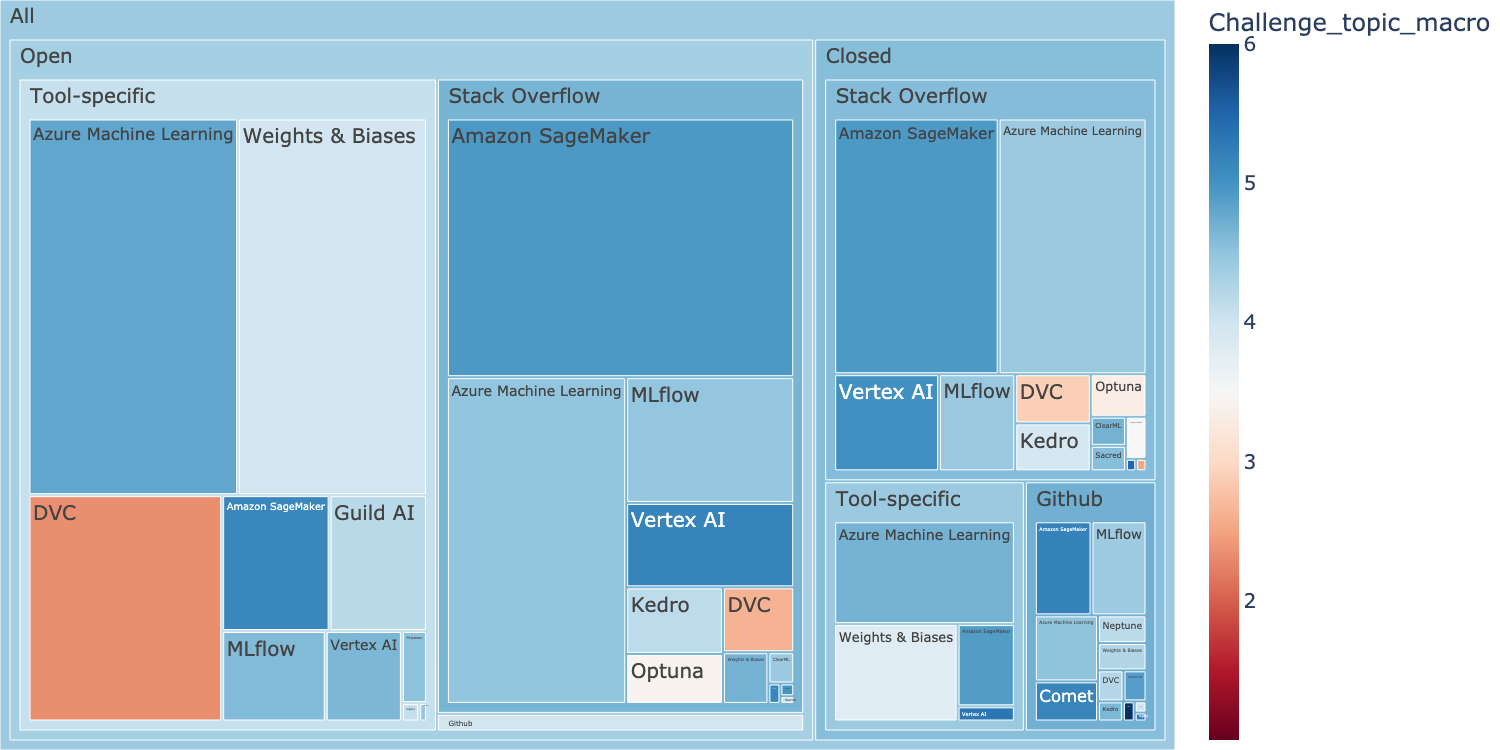 All
Open
Tool-specific
Azure Machine Learning
Weights & Biases
DVC
Amazon SageMaker
Guild AI
MLflow
Vertex AI
Polyaxon
Stack Overflow
Amazon SageMaker
Azure Machine Learning
MLflow
Vertex AI
Kedro
DVC
Optuna
Weights & Biases
ClearML
Github
Closed
Stack Overflow
Amazon SageMaker
Azure Machine Learning
Vertex AI
MLflow
DVC
Optuna
Kedro
ClearML
Sacred
Tool-specific
Azure Machine Learning
Weights & Biases
Amazon SageMaker
Vertex AI
Github
Amazon SageMaker
MLflow
Azure Machine Learning
Neptune
Weights & Biases
Comet
DVC
Kedro
Challenge_topic_macro
6
5
4
3
2